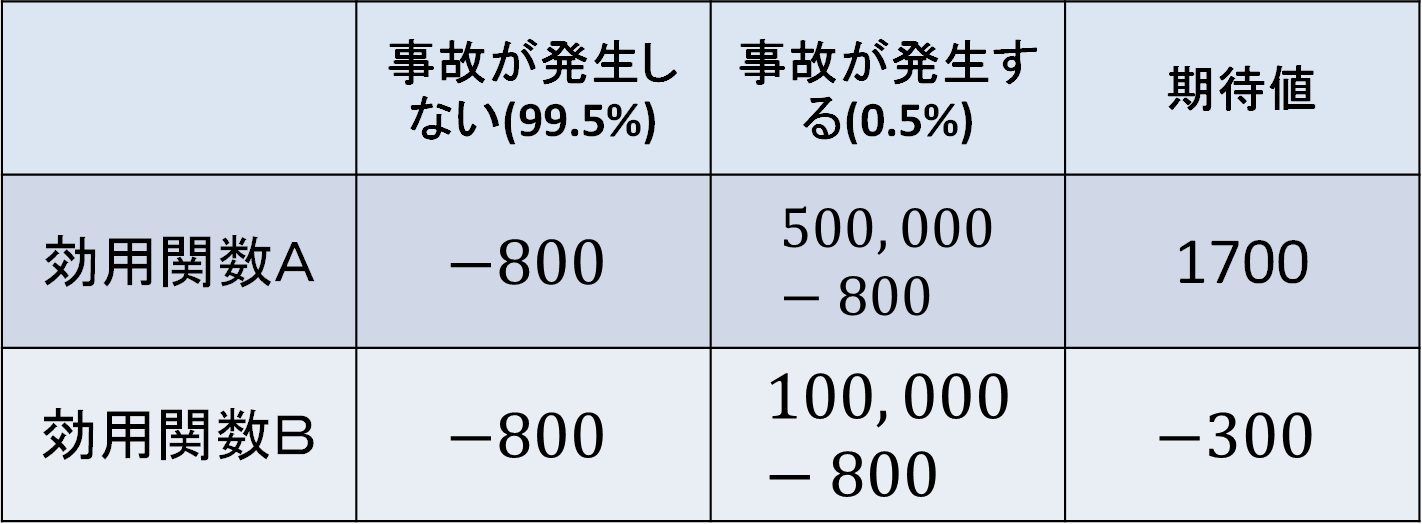 事故が発生し
ない(99.5%)
事故が発生す
る(0.5%)
期待値
効用関数A
−800
500,000
− 800
1700
効用関数B
−800
100,000
− 800
−300